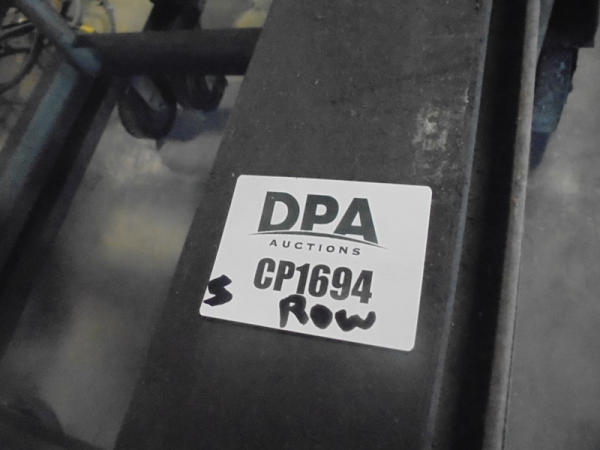 DPA
AUCTIONS
CP1694
S ROW